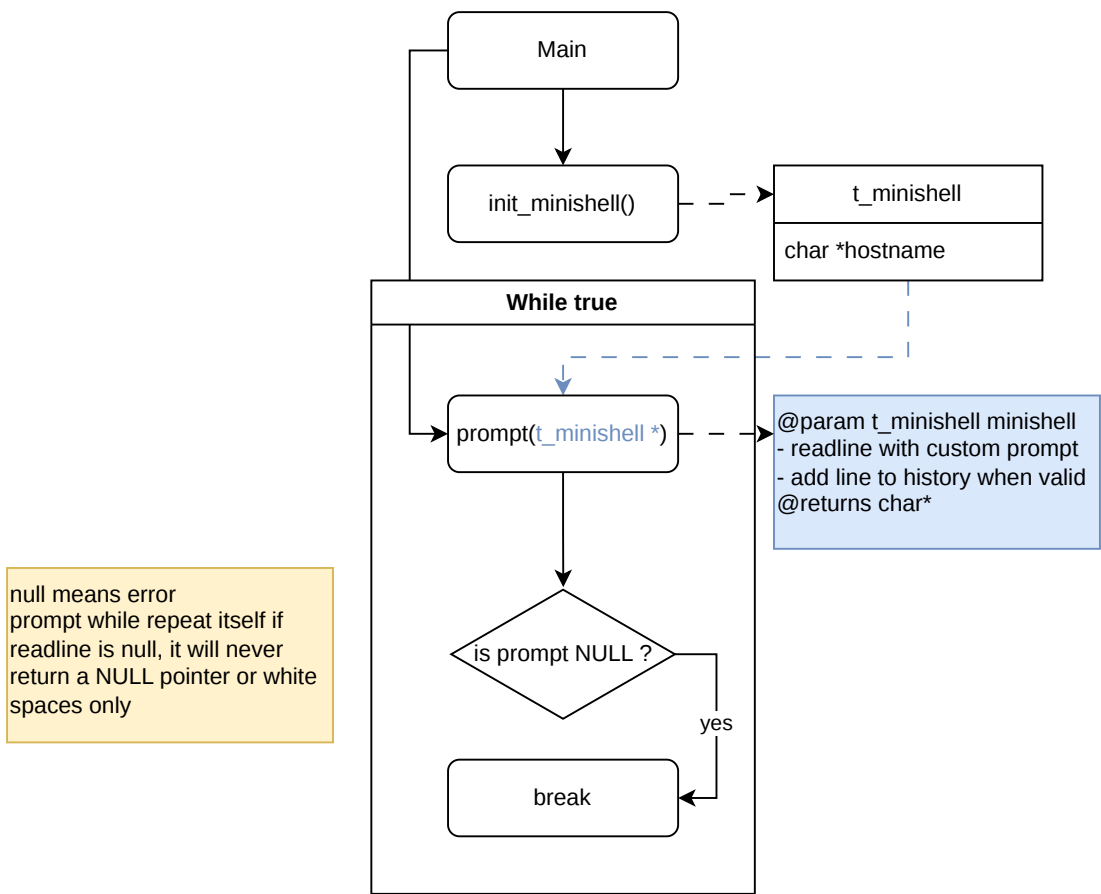 Main
init_minishell()
t_minishell
char *hostname
While true
prompt(t_minishell *)
@param t_minishell minishell
- readline with custom prompt
- add line to history when valid
@returns char*
null means error
prompt while repeat itself if
readline is null, it will never
return a NULL pointer or white
spaces only
is prompt NULL ?
yes
break